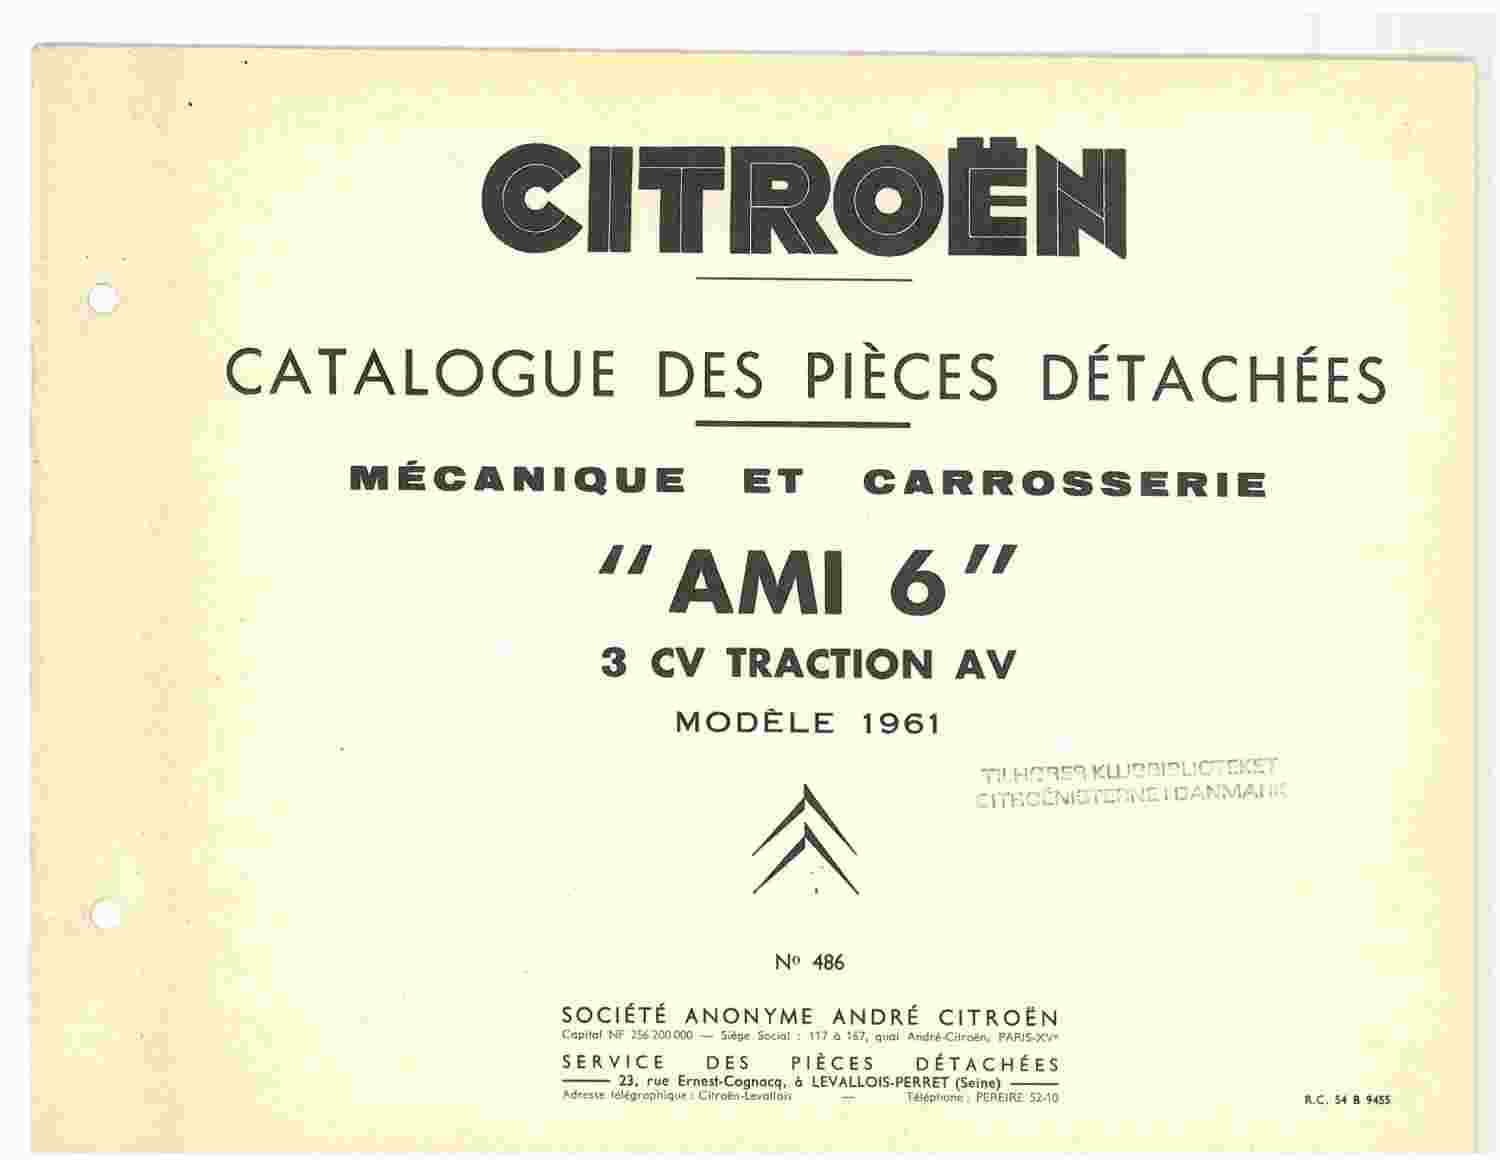 CITROËN
CATALOGUE DES PIÈCES DÉTACHÉES
MÉCANIQUE ET CARROSSERIE
"AMI 6"
3 CV TRACTION AV
MODÈLE 1961
TILHØRER KLUBBIBLIOTEKET
CITROËNISTERNE I DANMARK
Nº 486
SOCIÉTÉ ANONYME ANDRÉ CITROËN
Capital NF 256 200 000 — Siège Social : 117 à 167, quai André-Citroën, PARIS-XVᵉ
SERVICE DES PIÈCES DÉTACHÉES
23, rue Ernest-Cognacq, à LEVALLOIS-PERRET (Seine)
Adresse télégraphique : Citroën-Levallois — Téléphone : PEREIRE 52-10
R.C. 54 B 9455